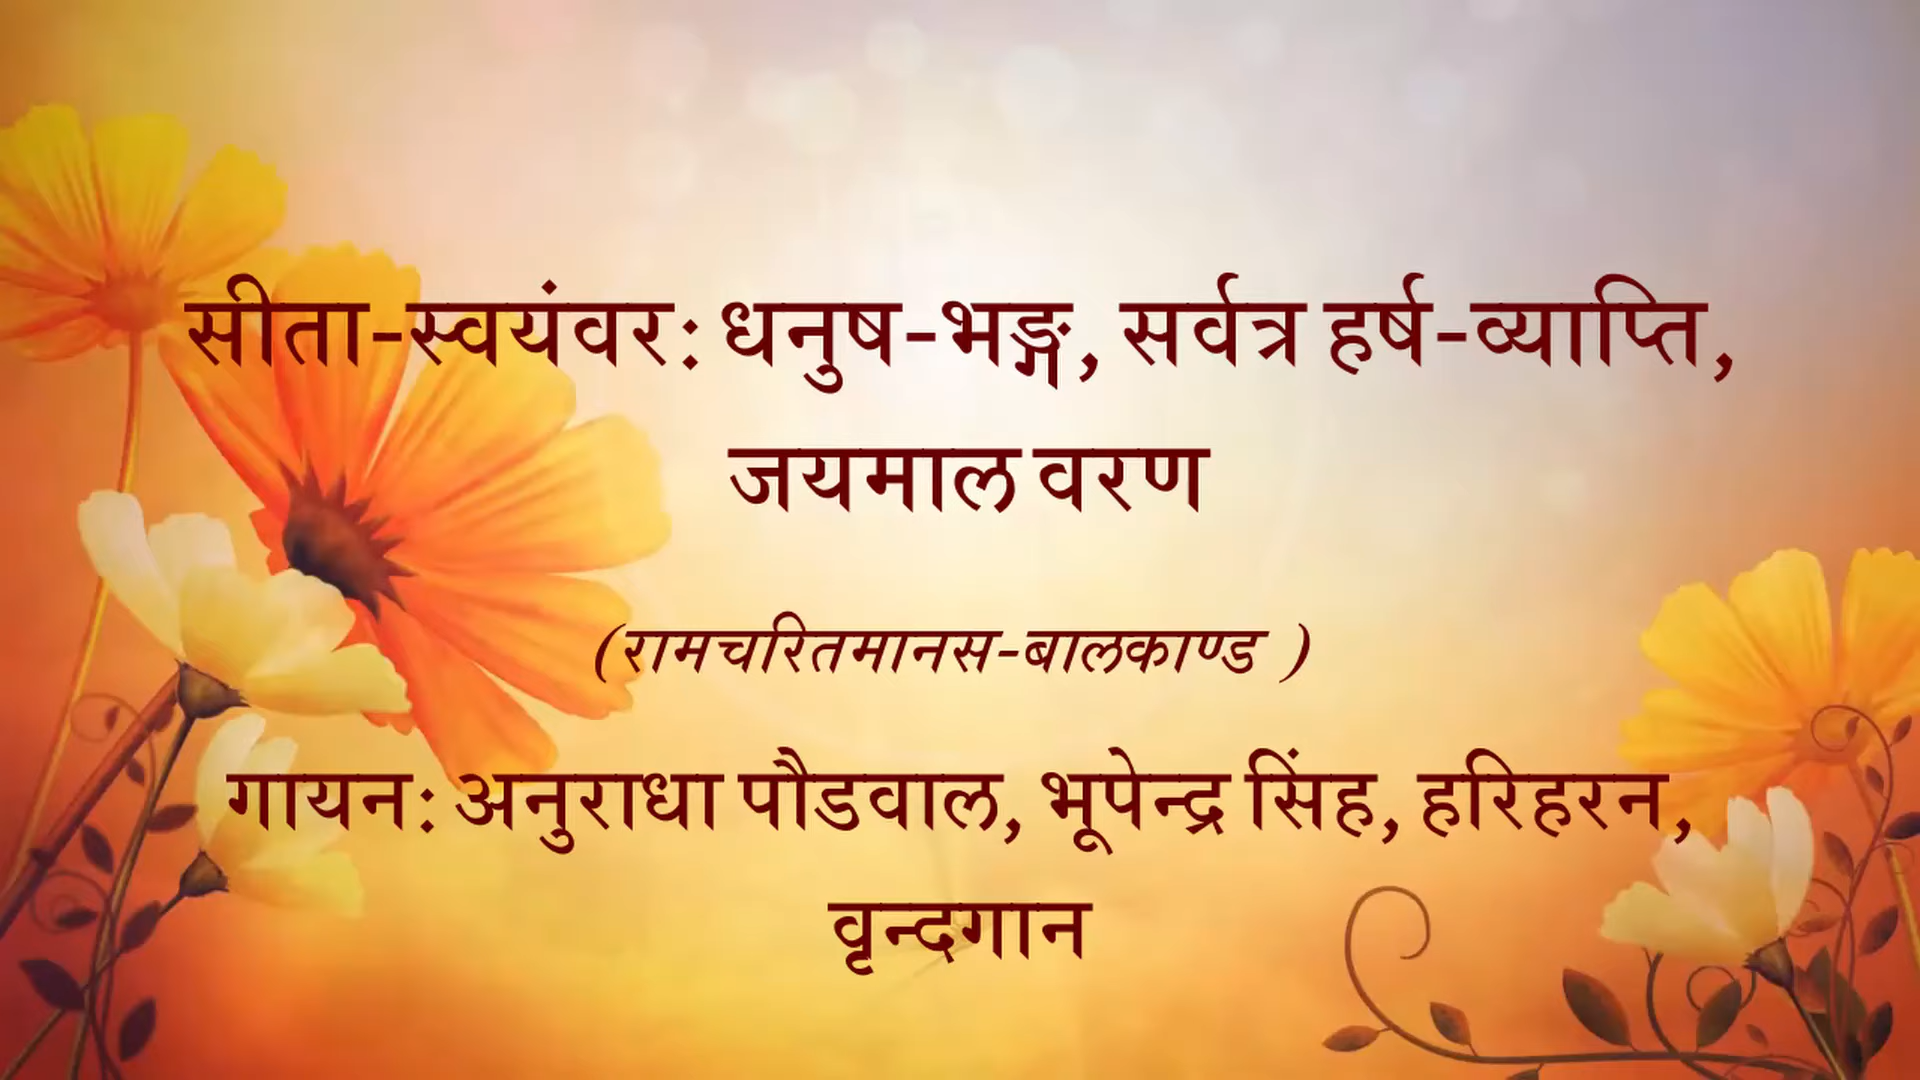 सीता-स्वयंवर: धनुष-भङ्ग, सर्वत्र हर्ष-व्याप्ति,
जयमाल वरण
(रामचरितमानस-बालकाण्ड )
गायन: अनुराधा पौडवाल, भूपेन्द्र सिंह, हरिहरन,
वृन्दगान